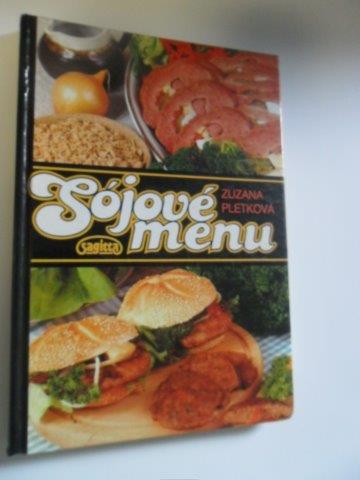 Sójové
menu
ZUZANA
PLETKOVÁ
sagitta